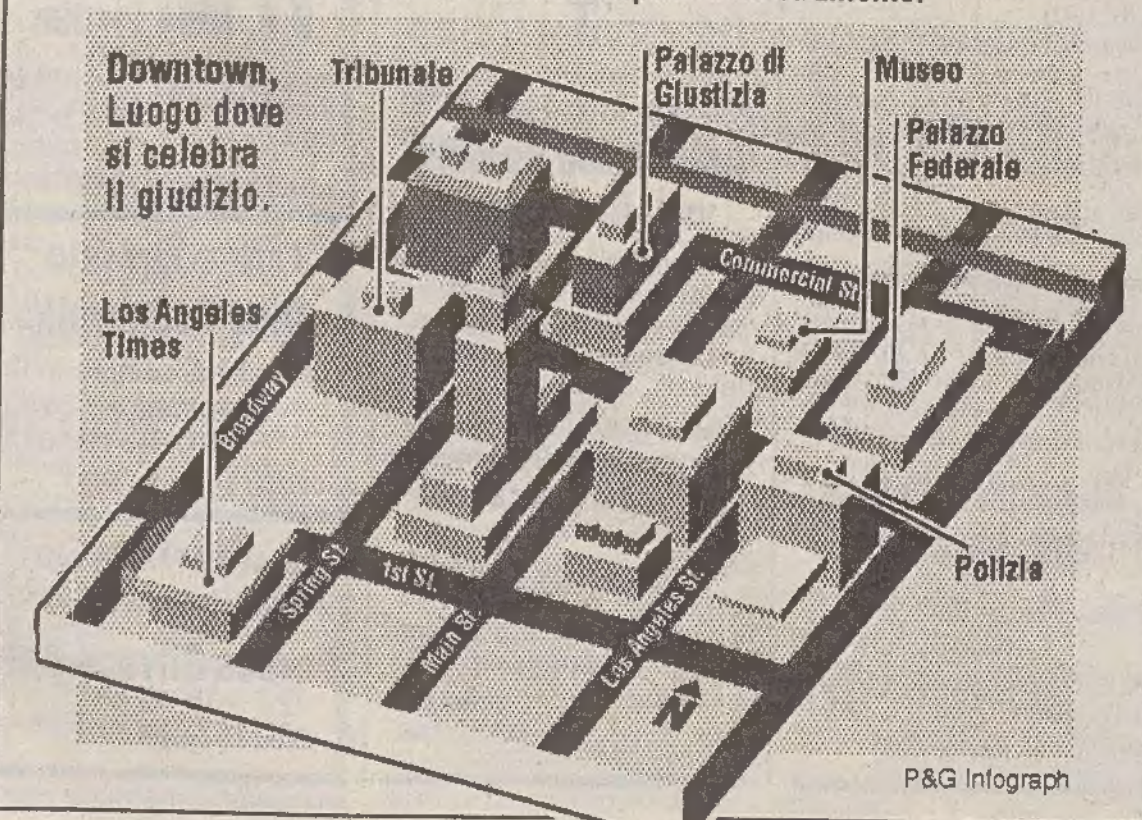 Downtown,
Luogo dove
si celebra
il giudizio.
Tribunale
Palazzo di
Giustizia
Museo
Palazzo
Federale
Los Angeles
Times
Commercial St.
Broadway
Spring St.
1st St.
Main St.
Los Angeles St.
Polizia
N
P&G Infograph